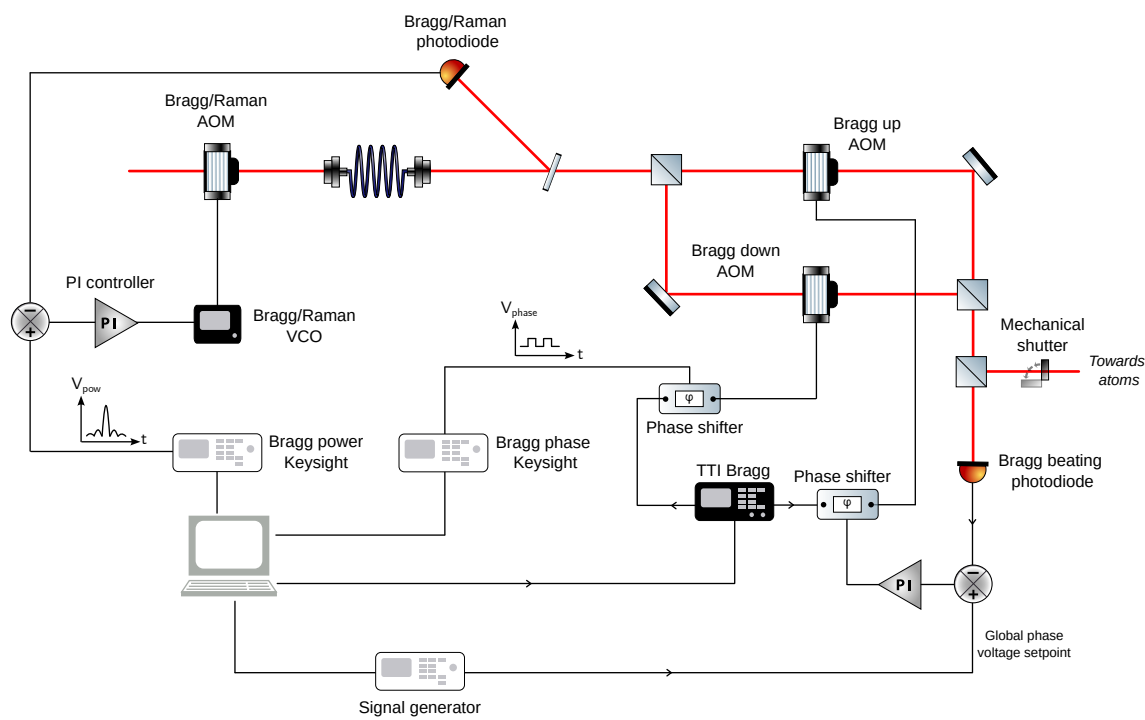 Bragg/Raman
photodiode
Bragg/Raman
AOM
Bragg up
AOM
Bragg down
AOM
PI controller
PI
Bragg/Raman
VCO
V_phase
t
Mechanical
shutter
Towards
atoms
V_pow
t
φ
Phase shifter
Bragg power
Keysight
Bragg phase
Keysight
TTI Bragg
Phase shifter
φ
Bragg beating
photodiode
PI
Global phase
voltage setpoint
Signal generator
−
+
−
+